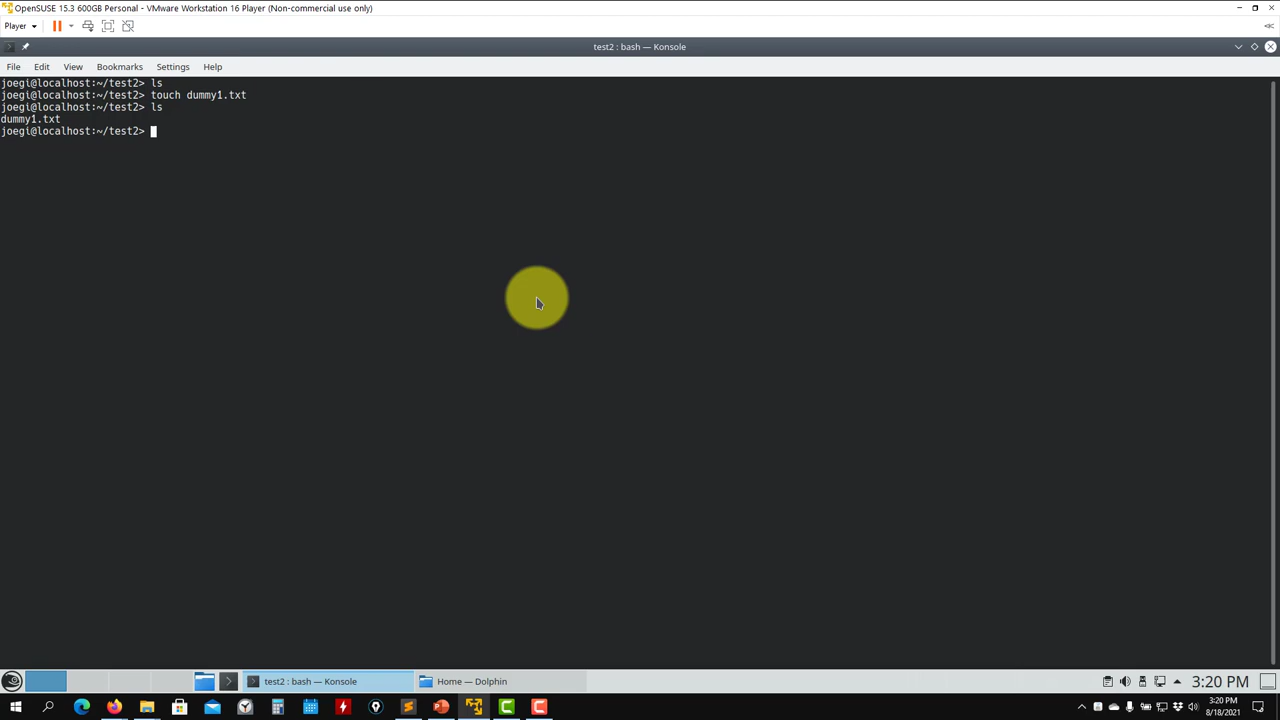 OpenSUSE 15.3 600GB Personal - VMware Workstation 16 Player (Non-commercial use only)
Player
test2 : bash — Konsole
File Edit View Bookmarks Settings Help
joegi@localhost:~/test2> ls
joegi@localhost:~/test2> touch dummy1.txt
joegi@localhost:~/test2> ls
dummy1.txt
joegi@localhost:~/test2>
test2 : bash — Konsole Home — Dolphin 3:20 PM
3:20 PM
8/18/2021